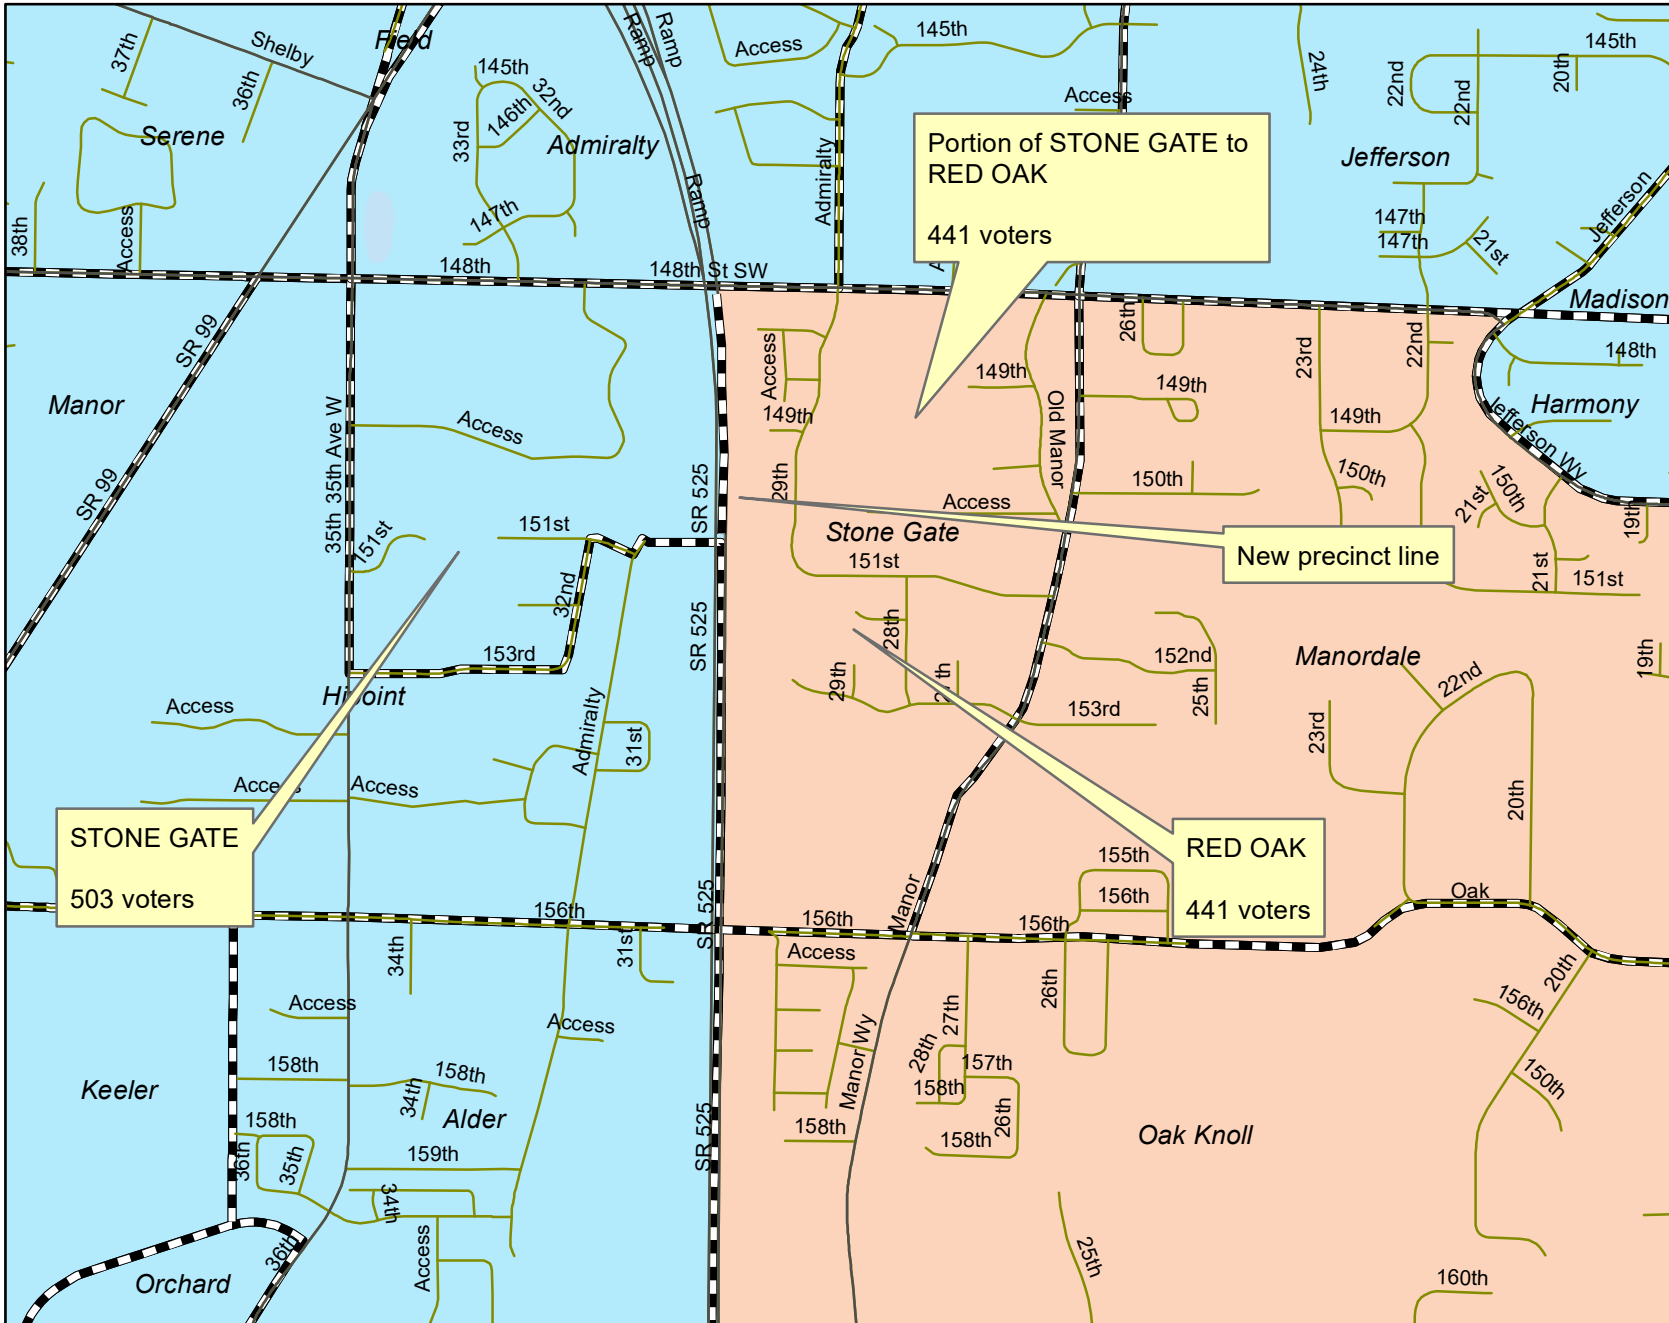 Field
Shelby
37th
36th
Serene
38th
Access
145th
32nd
146th
33rd
147th
Admiralty
Ramp
Ramp
Ramp
Access
145th
Admiralty
Access
24th
22nd
22nd
20th
145th
Jefferson
Jefferson
147th
147th
21st
Madison
Portion of STONE GATE to
RED OAK
441 voters
148th
148th St SW
SR 99
SR 99
Manor
35th Ave W
35th
Access
151st
151st
32nd
153rd
SR 525
SR 525
Access
149th
29th
149th
Old Manor
26th
149th
150th
Access
Stone Gate
151st
23rd
22nd
149th
150th
150th
21st
Jefferson Wy
148th
Harmony
19th
New precinct line
21st
151st
28th
29th
153rd
152nd
25th
Manordale
22nd
23rd
20th
19th
Access
Access
Access
Admiralty
31st
STONE GATE
503 voters
RED OAK
441 voters
155th
156th
Oak
156th
34th
31st
SR 525
156th
Manor
156th
Access
Access
Access
27th
26th
20th
156th
150th
Keeler
158th
158th
34th
Alder
158th
36th
35th
159th
34th
36th
Access
Orchard
SR 525
Manor Wy
28th
157th
158th
26th
158th
158th
Oak Knoll
25th
160th